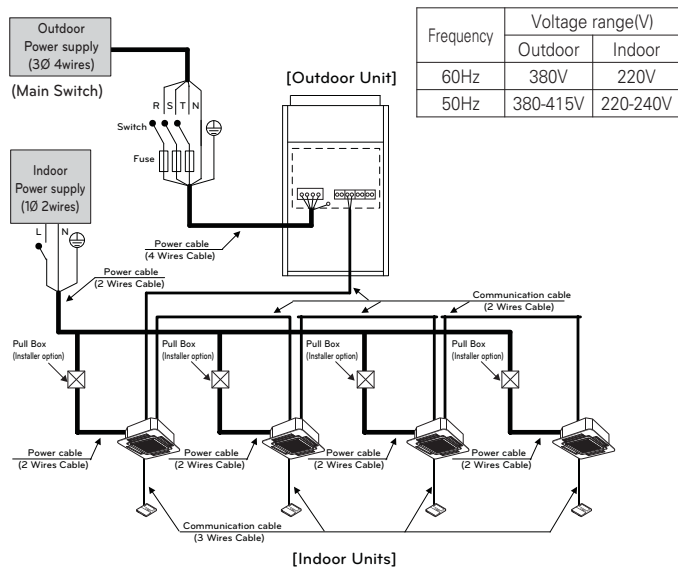 Outdoor
Power supply
(3Ø 4wires)
(Main Switch)
R S T N
Switch
Fuse
[Outdoor Unit]
Frequency
Voltage range(V)
Outdoor Indoor
60Hz 380V 220V
50Hz 380-415V 220-240V
Indoor
Power supply
(1Ø 2wires)
L N
Power cable
(4 Wires Cable)
Power cable
(2 Wires Cable)
Communication cable
(2 Wires Cable)
Pull Box
(Installer option)
Pull Box
(Installer option)
Pull Box
(Installer option)
Pull Box
(Installer option)
Power cable
(2 Wires Cable)
Power cable
(2 Wires Cable)
Power cable
(2 Wires Cable)
Power cable
(2 Wires Cable)
Communication cable
(3 Wires Cable)
[Indoor Units]